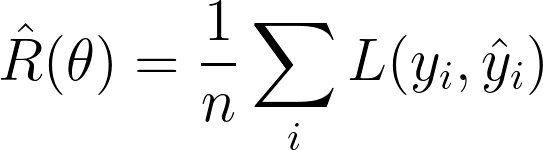 R̂(θ) = 1/n ∑_i L(y_i, ŷ_i)